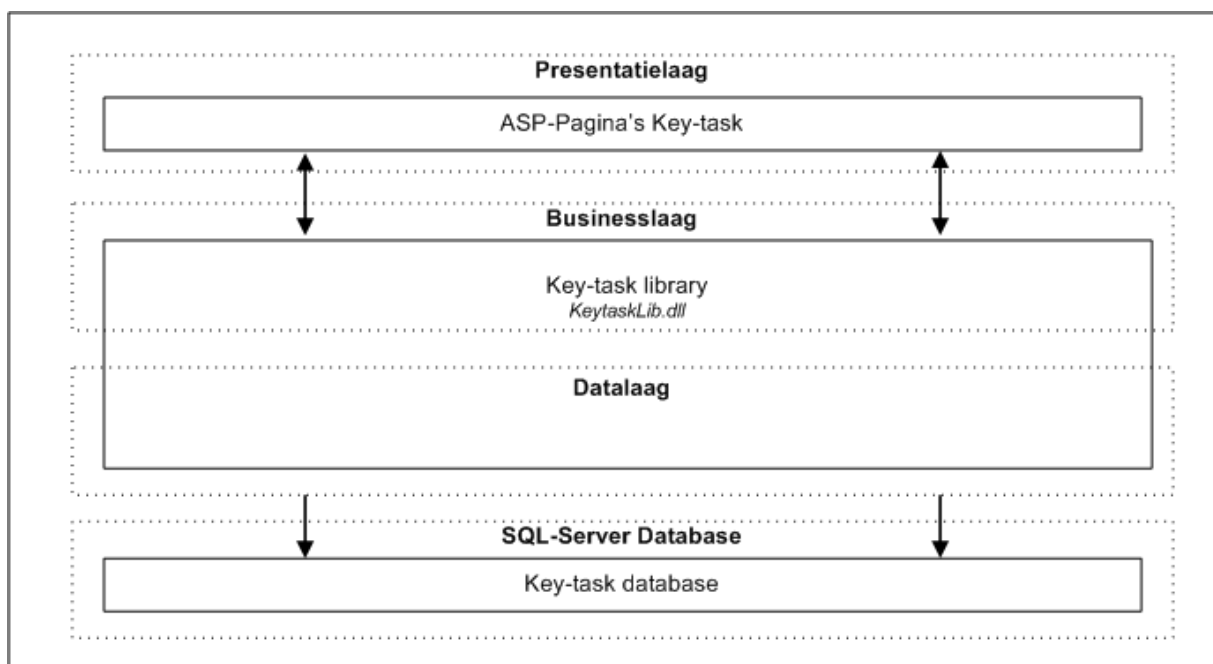 Presentatielaag
ASP-Pagina's Key-task
Businesslaag
Key-task library
KeytaskLib.dll
Datalaag
SQL-Server Database
Key-task database